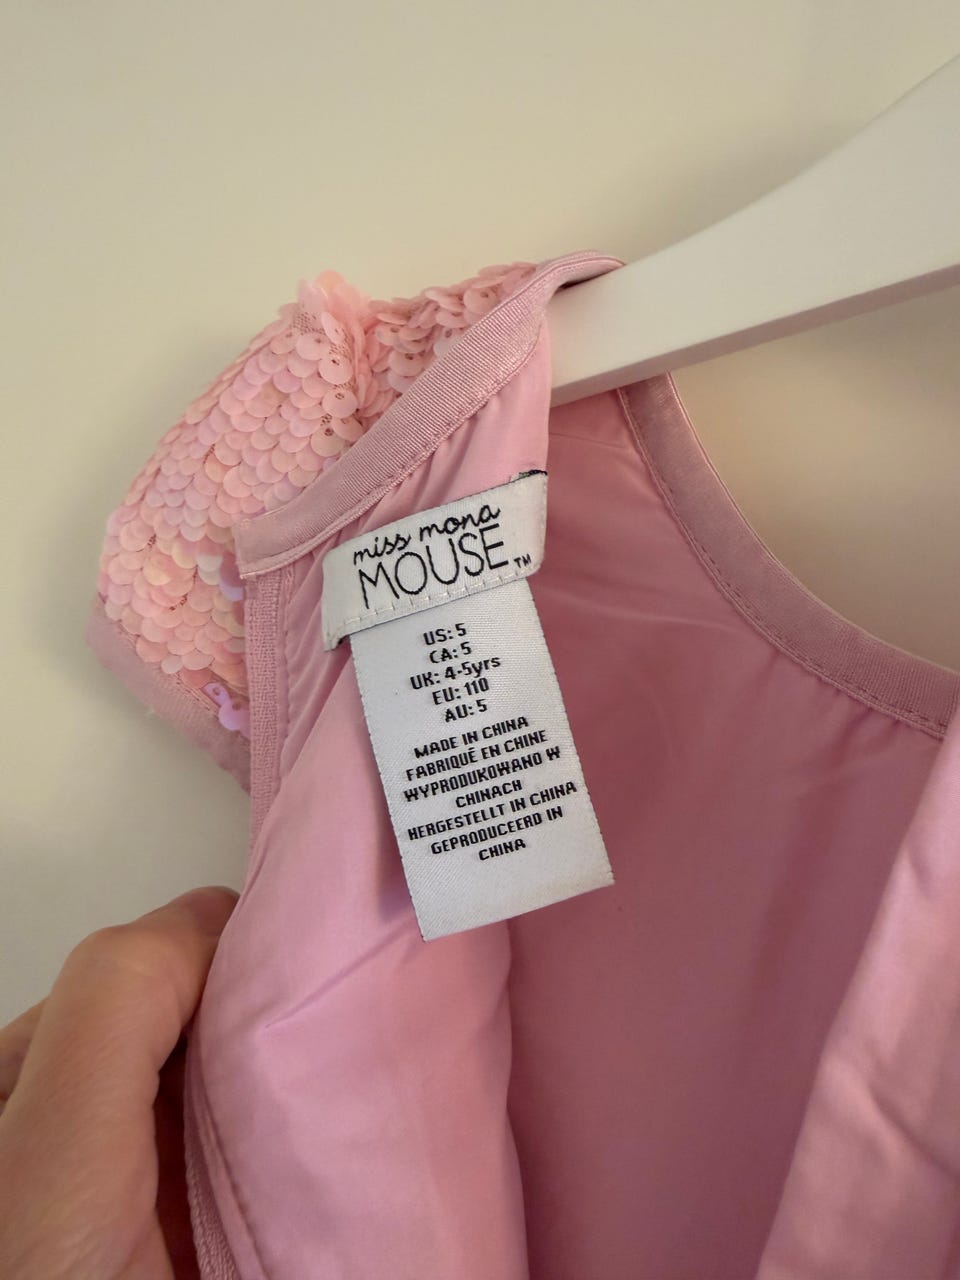 miss mona
MOUSE™
US: 5
CA: 5
UK: 4-5yrs
EU: 110
AU: 5
MADE IN CHINA
FABRIQUÉ EN CHINE
WYPRODUKOWANO W
CHINACH
HERGESTELLT IN CHINA
GEPRODUCEERD IN
CHINA